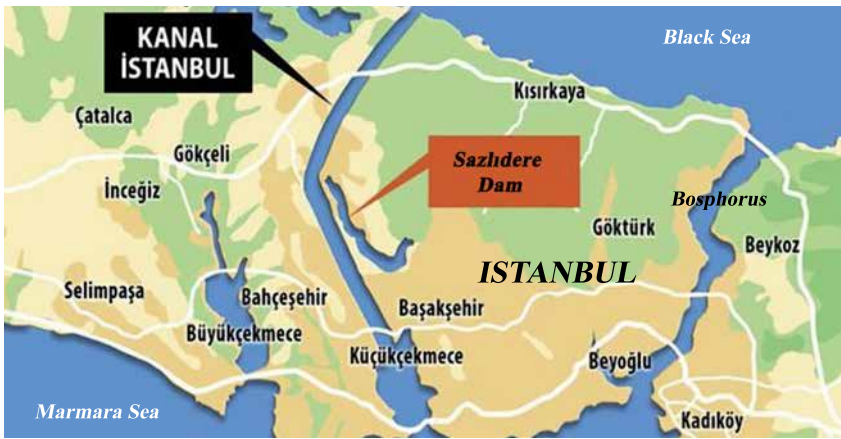 KANAL
İSTANBUL
Black Sea
Kısırkaya
Çatalca
Gökçeli
Sazlıdere
Dam
İnceğiz
Bosphorus
Göktürk
Beykoz
ISTANBUL
Selimpaşa
Bahçeşehir
Başakşehir
Büyükçekmece
Küçükçekmece
Beyoğlu
Marmara Sea
Kadıköy